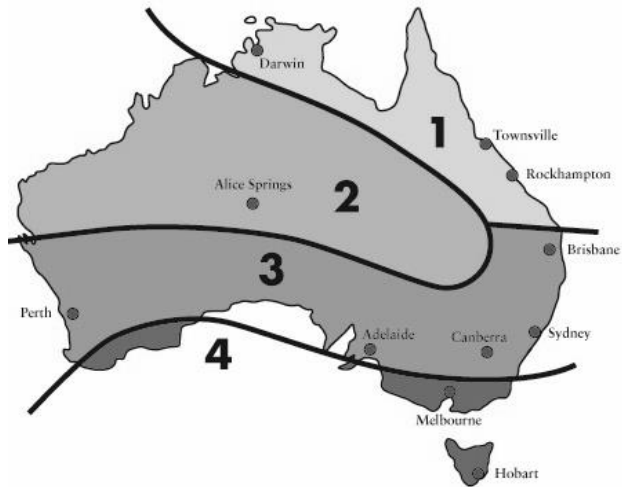 Darwin
1
Townsville
Rockhampton
Alice Springs
2
Brisbane
3
Perth
Adelaide
Canberra
Sydney
4
Melbourne
Hobart